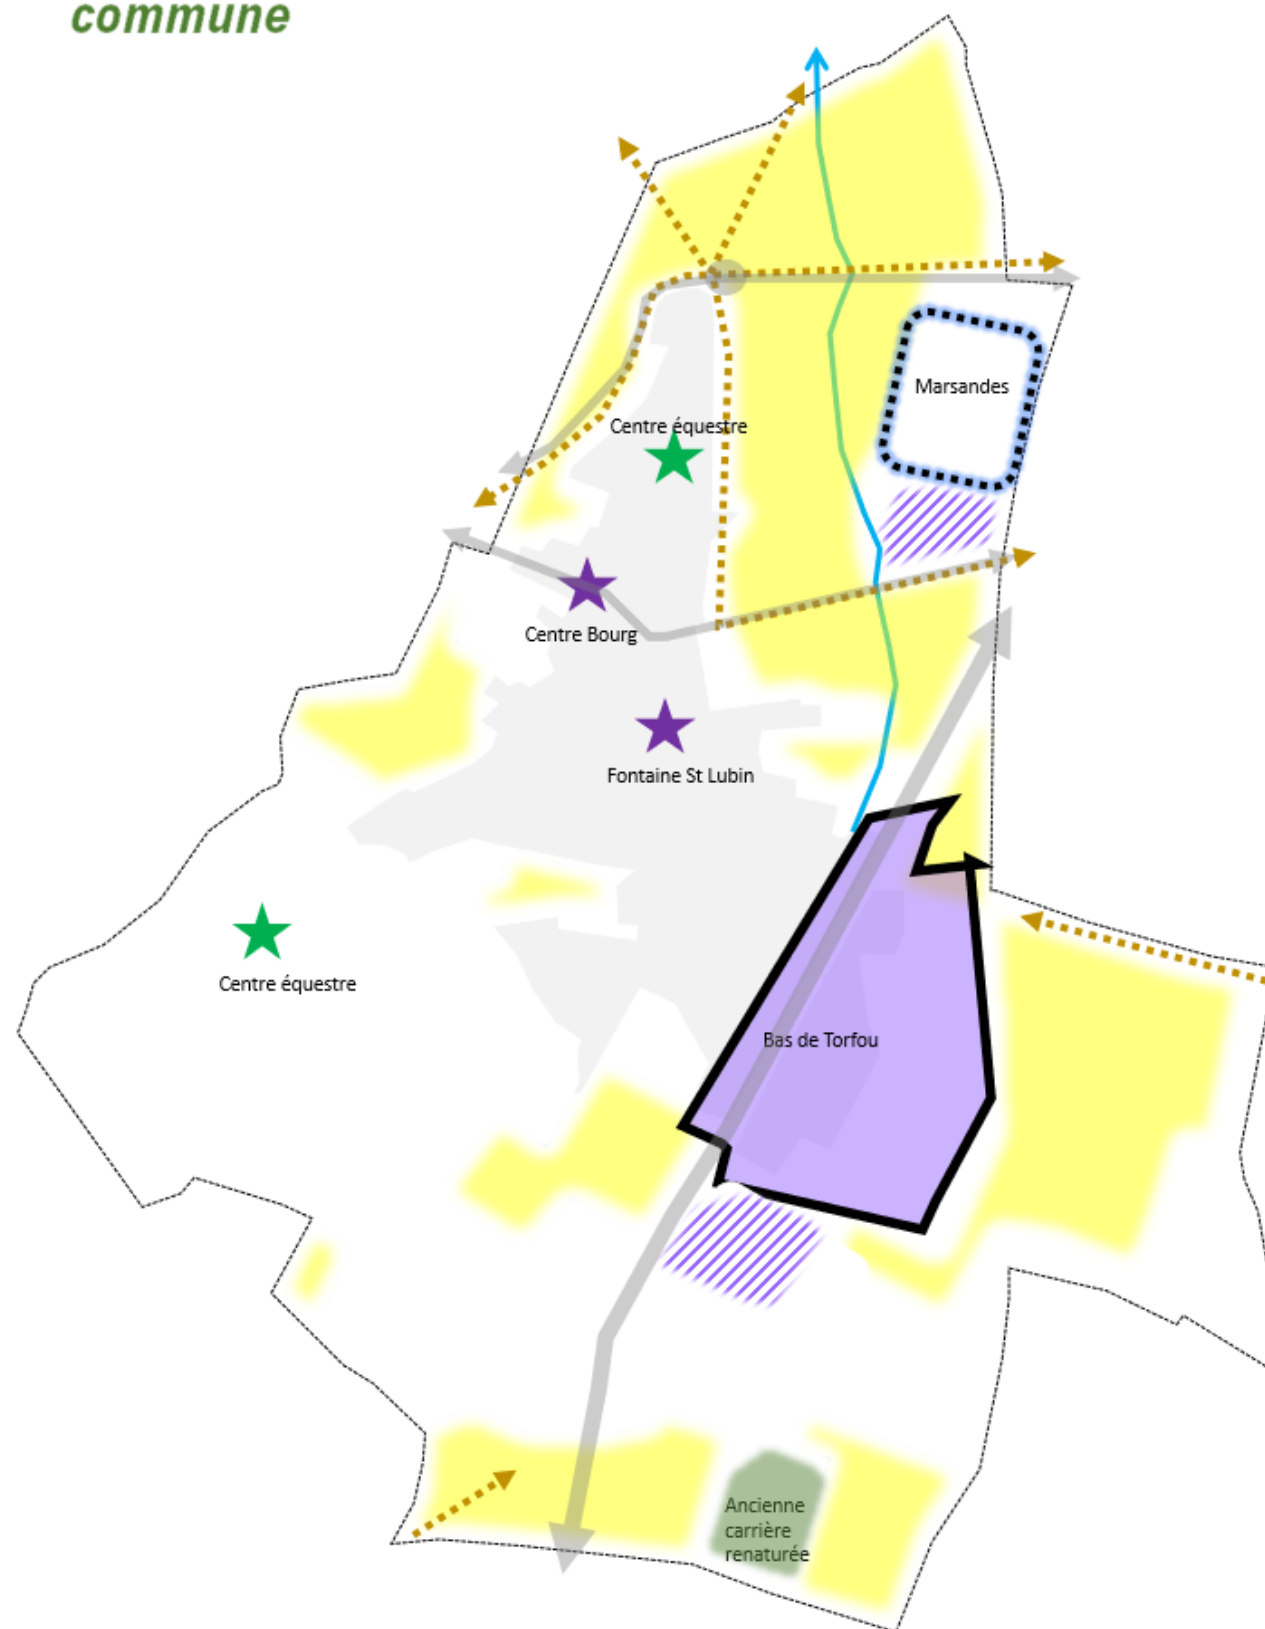 commune
Marsandes
Centre équestre
Centre Bourg
Fontaine St Lubin
Centre équestre
Bas de Torfou
Ancienne
carrière
renaturée